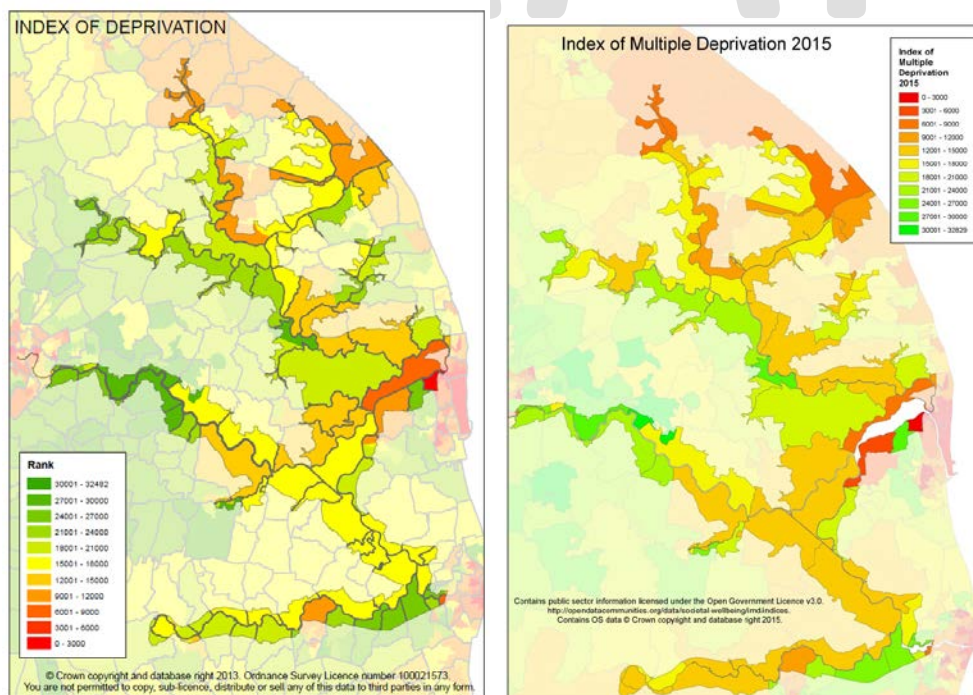 INDEX OF DEPRIVATION
Rank
30001 - 32482
27001 - 30000
24001 - 27000
21001 - 24000
18001 - 21000
15001 - 18000
12001 - 15000
9001 - 12000
6001 - 9000
3001 - 6000
0 - 3000
© Crown copyright and database right 2013. Ordnance Survey Licence number 100021573.
You are not permitted to copy, sub-licence, distribute or sell any of this data to third parties in any form.
Index of Multiple Deprivation 2015
Index of
Multiple
Deprivation
2015
0 - 3000
3001 - 6000
6001 - 9000
9001 - 12000
12001 - 15000
15001 - 18000
18001 - 21000
21001 - 24000
24001 - 27000
27001 - 30000
30001 - 32829
Contains public sector information licensed under the Open Government Licence v3.0.
http://opendatacommunities.org/data/societal-wellbeing/imd/indices.
Contains OS data © Crown copyright and database right 2015.